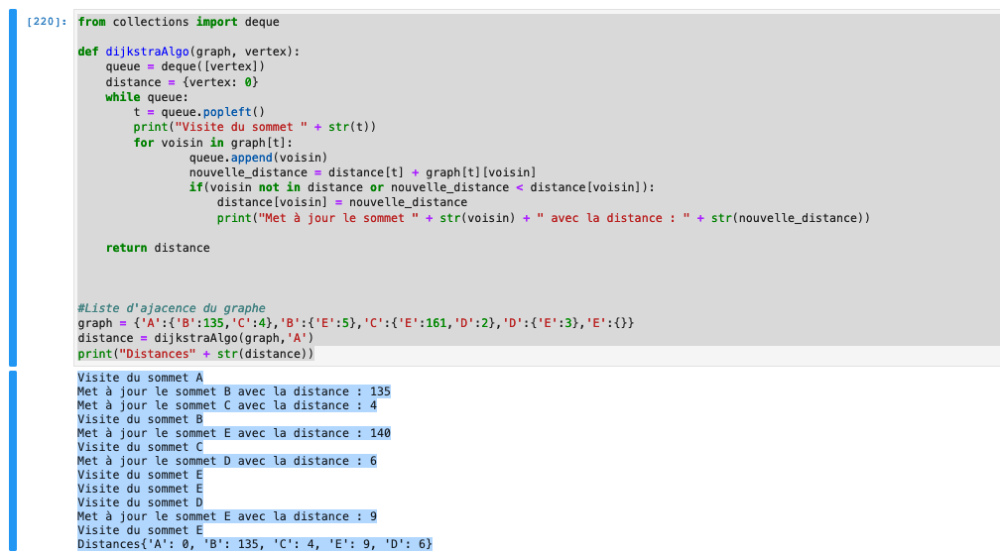 [220]: from collections import deque
def dijkstraAlgo(graph, vertex):
    queue = deque([vertex])
    distance = {vertex: 0}
    while queue:
        t = queue.popleft()
        print("Visite du sommet " + str(t))
        for voisin in graph[t]:
                queue.append(voisin)
                nouvelle_distance = distance[t] + graph[t][voisin]
                if(voisin not in distance or nouvelle_distance < distance[voisin]):
                    distance[voisin] = nouvelle_distance
                    print("Met à jour le sommet " + str(voisin) + " avec la distance : " + str(nouvelle_distance))
    return distance
#Liste d'ajacence du graphe
graph = {'A':{'B':135,'C':4},'B':{'E':5},'C':{'E':161,'D':2},'D':{'E':3},'E':{}}
distance = dijkstraAlgo(graph,'A')
print("Distances" + str(distance))
Visite du sommet A
Met à jour le sommet B avec la distance : 135
Met à jour le sommet C avec la distance : 4
Visite du sommet B
Met à jour le sommet E avec la distance : 140
Visite du sommet C
Met à jour le sommet D avec la distance : 6
Visite du sommet E
Visite du sommet E
Visite du sommet D
Met à jour le sommet E avec la distance : 9
Visite du sommet E
Distances{'A': 0, 'B': 135, 'C': 4, 'E': 9, 'D': 6}